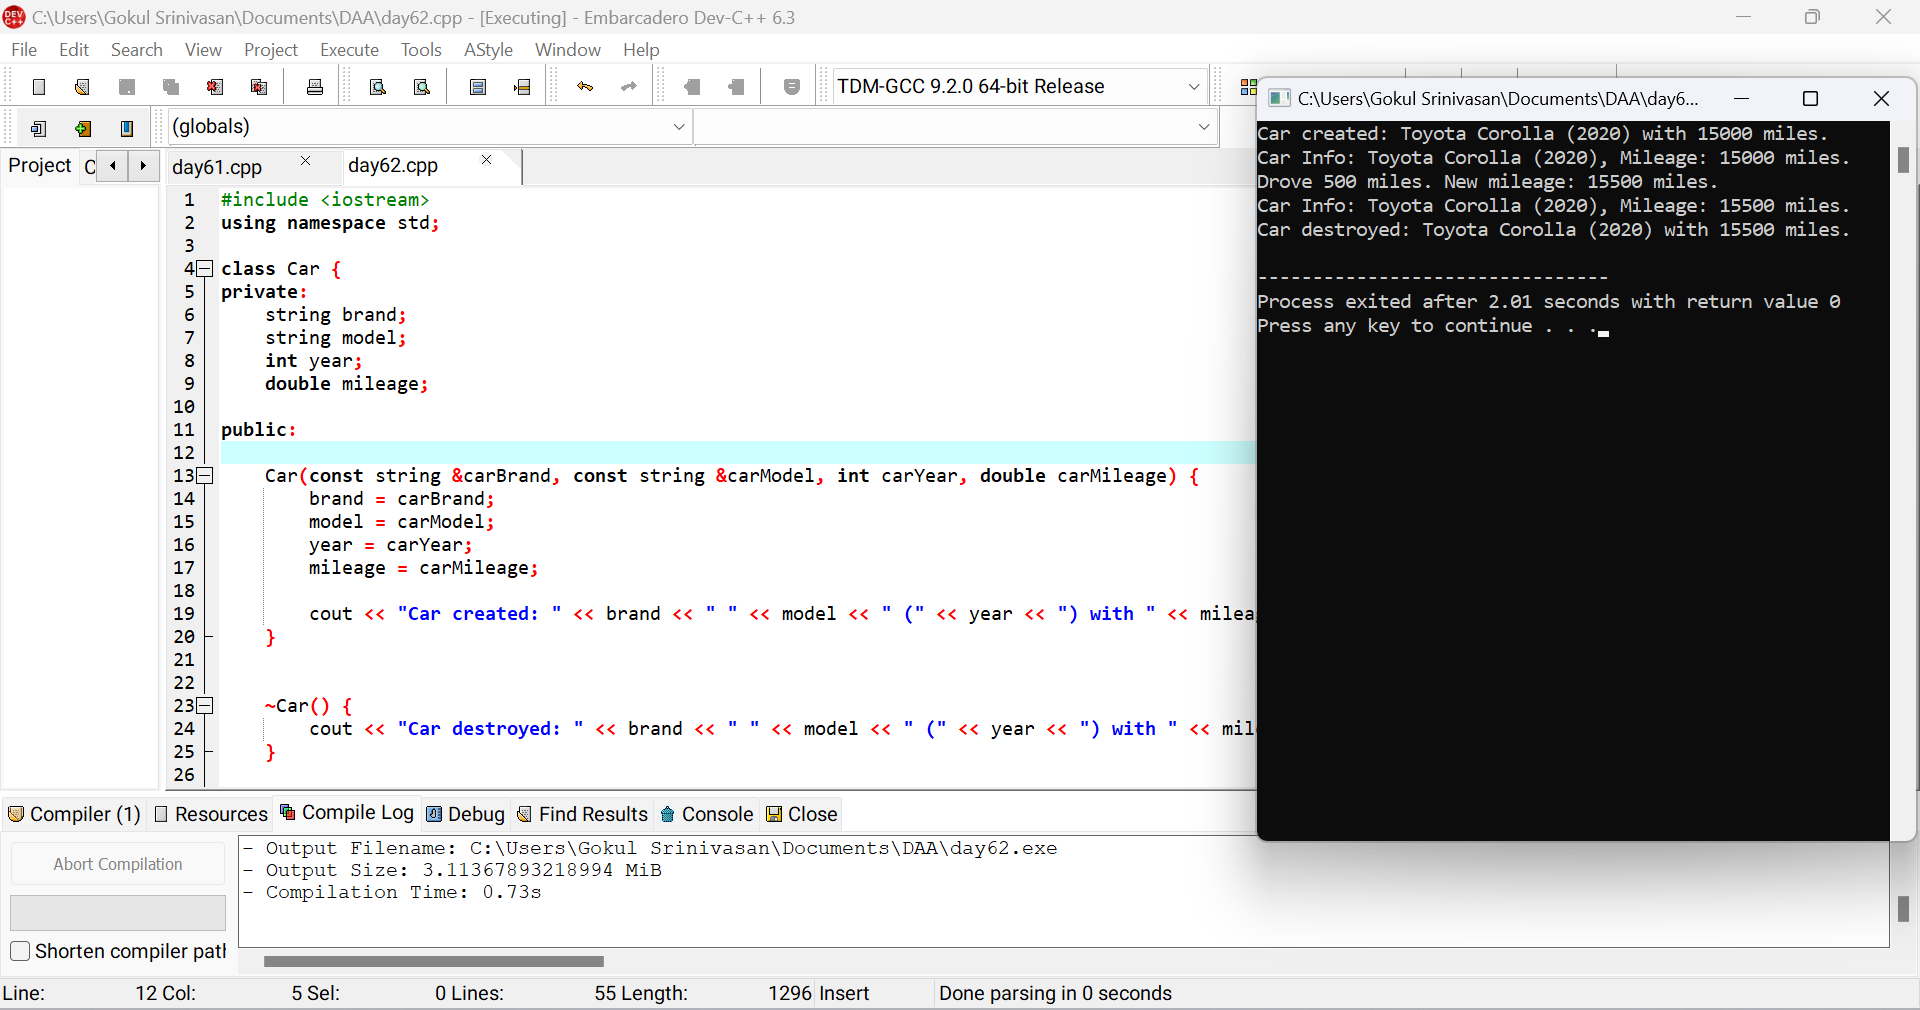 C:\Users\Gokul Srinivasan\Documents\DAA\day62.cpp - [Executing] - Embarcadero Dev-C++ 6.3
File Edit Search View Project Execute Tools AStyle Window Help
TDM-GCC 9.2.0 64-bit Release
(globals)
Project C
day61.cpp day62.cpp
1 #include <iostream>
2 using namespace std;
3
4 class Car {
5 private:
6 string brand;
7 string model;
8 int year;
9 double mileage;
10
11 public:
12
13 Car(const string &carBrand, const string &carModel, int carYear, double carMileage) {
14 brand = carBrand;
15 model = carModel;
16 year = carYear;
17 mileage = carMileage;
18
19 cout << "Car created: " << brand << " " << model << " (" << year << ") with " << milea
20 }
21
22
23 ~Car() {
24 cout << "Car destroyed: " << brand << " " << model << " (" << year << ") with " << mil
25 }
26
C:\Users\Gokul Srinivasan\Documents\DAA\day6...
Car created: Toyota Corolla (2020) with 15000 miles.
Car Info: Toyota Corolla (2020), Mileage: 15000 miles.
Drove 500 miles. New mileage: 15500 miles.
Car Info: Toyota Corolla (2020), Mileage: 15500 miles.
Car destroyed: Toyota Corolla (2020) with 15500 miles.
--------------------------------
Process exited after 2.01 seconds with return value 0
Press any key to continue . . .
Compiler (1) Resources Compile Log Debug Find Results Console Close
Abort Compilation
Shorten compiler path
- Output Filename: C:\Users\Gokul Srinivasan\Documents\DAA\day62.exe
- Output Size: 3.11367893218994 MiB
- Compilation Time: 0.73s
Line: 12 Col: 5 Sel: 0 Lines: 55 Length: 1296 Insert Done parsing in 0 seconds